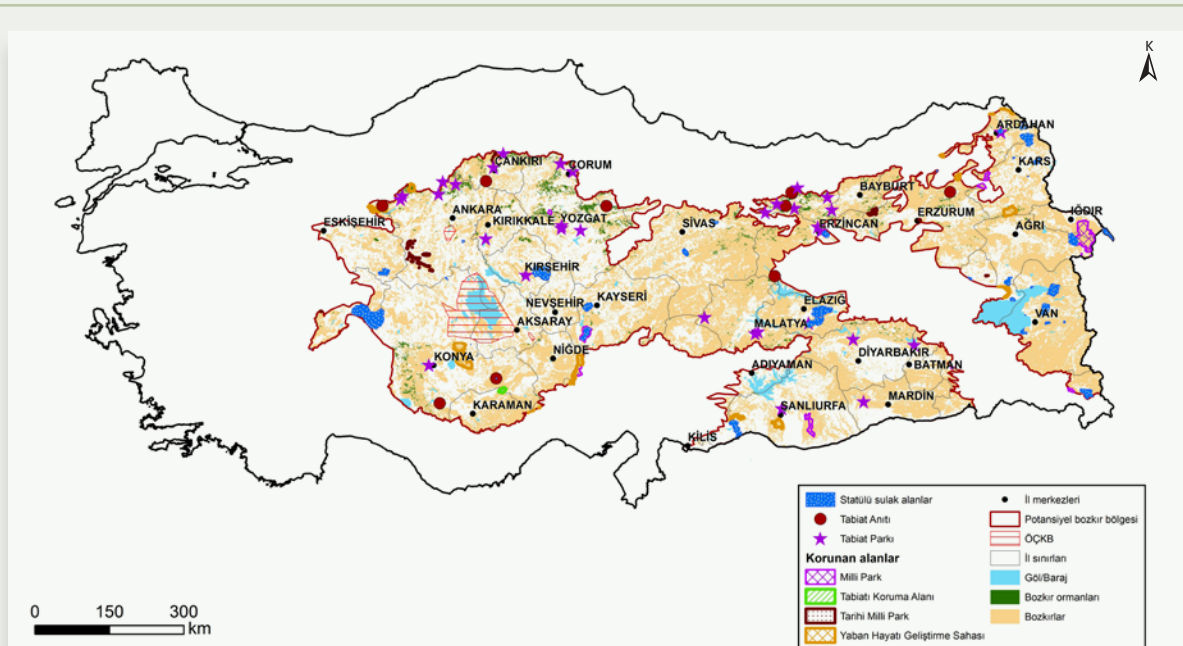 K
ARDAHAN
ÇANKIRI
ÇORUM
KARS
BAYBURT
ANKARA
KIRIKKALE
YOZGAT
IĞDIR
ESKİŞEHİR
SİVAS
ERZİNCAN
ERZURUM
AĞRI
KIRŞEHİR
NEVŞEHİR
KAYSERİ
ELAZIĞ
AKSARAY
MALATYA
VAN
KONYA
NİĞDE
DİYARBAKIR
ADIYAMAN
BATMAN
KARAMAN
ŞANLIURFA
MARDİN
KİLİS
Statülü sulak alanlar
İl merkezleri
Tabiat Anıtı
Potansiyel bozkır bölgesi
Tabiat Parkı
ÖÇKB
Korunan alanlar
İl sınırları
Milli Park
Göl/Baraj
Tabiatı Koruma Alanı
Bozkır ormanları
Tarihi Milli Park
Bozkırlar
Yaban Hayatı Geliştirme Sahası
0 150 300
km